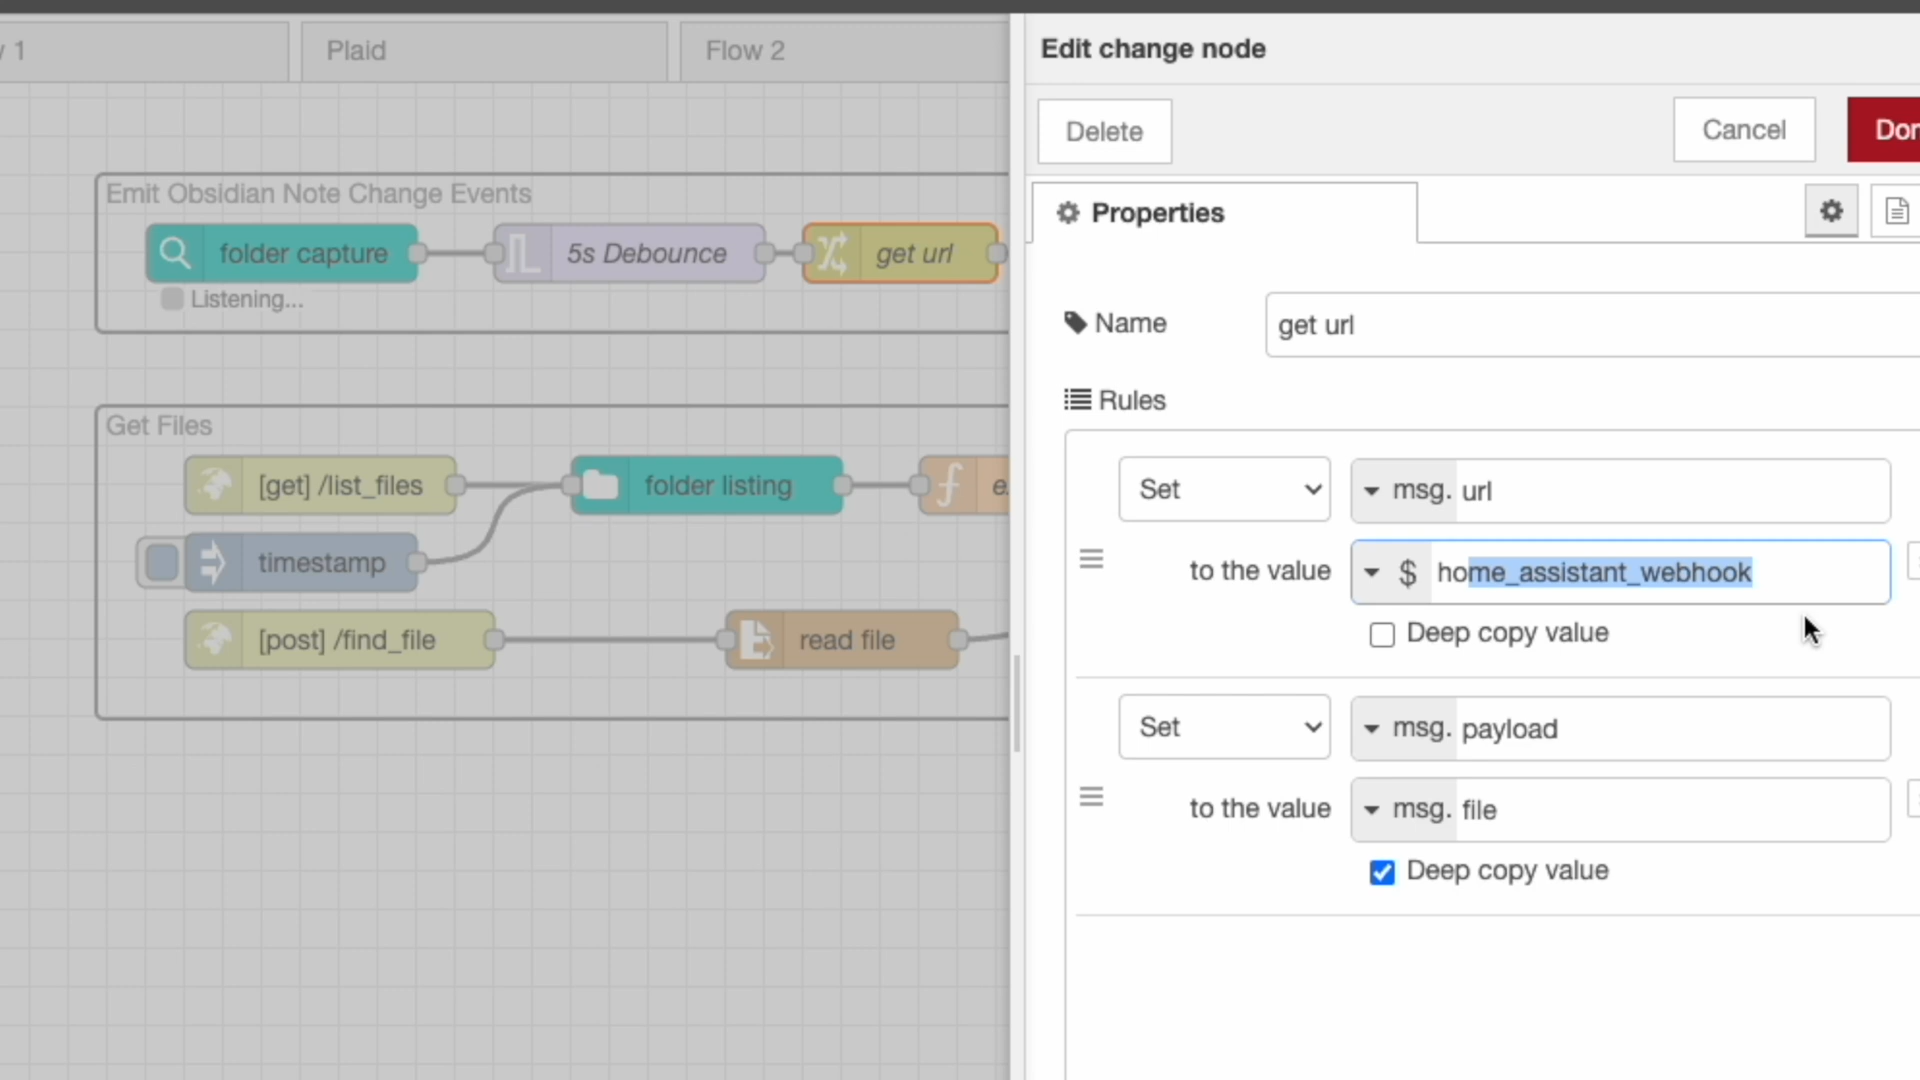 Plaid
Flow 2
Edit change node
Delete
Cancel
Properties
Emit Obsidian Note Change Events
folder capture
5s Debounce
get url
Listening...
Name
get url
Rules
Get Files
[get] /list_files
folder listing
timestamp
[post] /find_file
read file
Set
msg. url
to the value
$ home_assistant_webhook
Deep copy value
Set
msg. payload
to the value
msg. file
Deep copy value